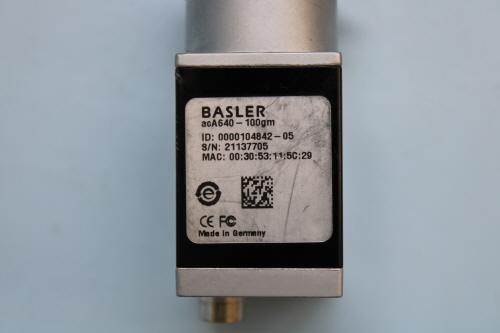 BASLER
acA640-100gm
ID: 0000104842-05
S/N: 21137705
MAC: 00:30:53:11:5C:29
CE FC
Made in Germany